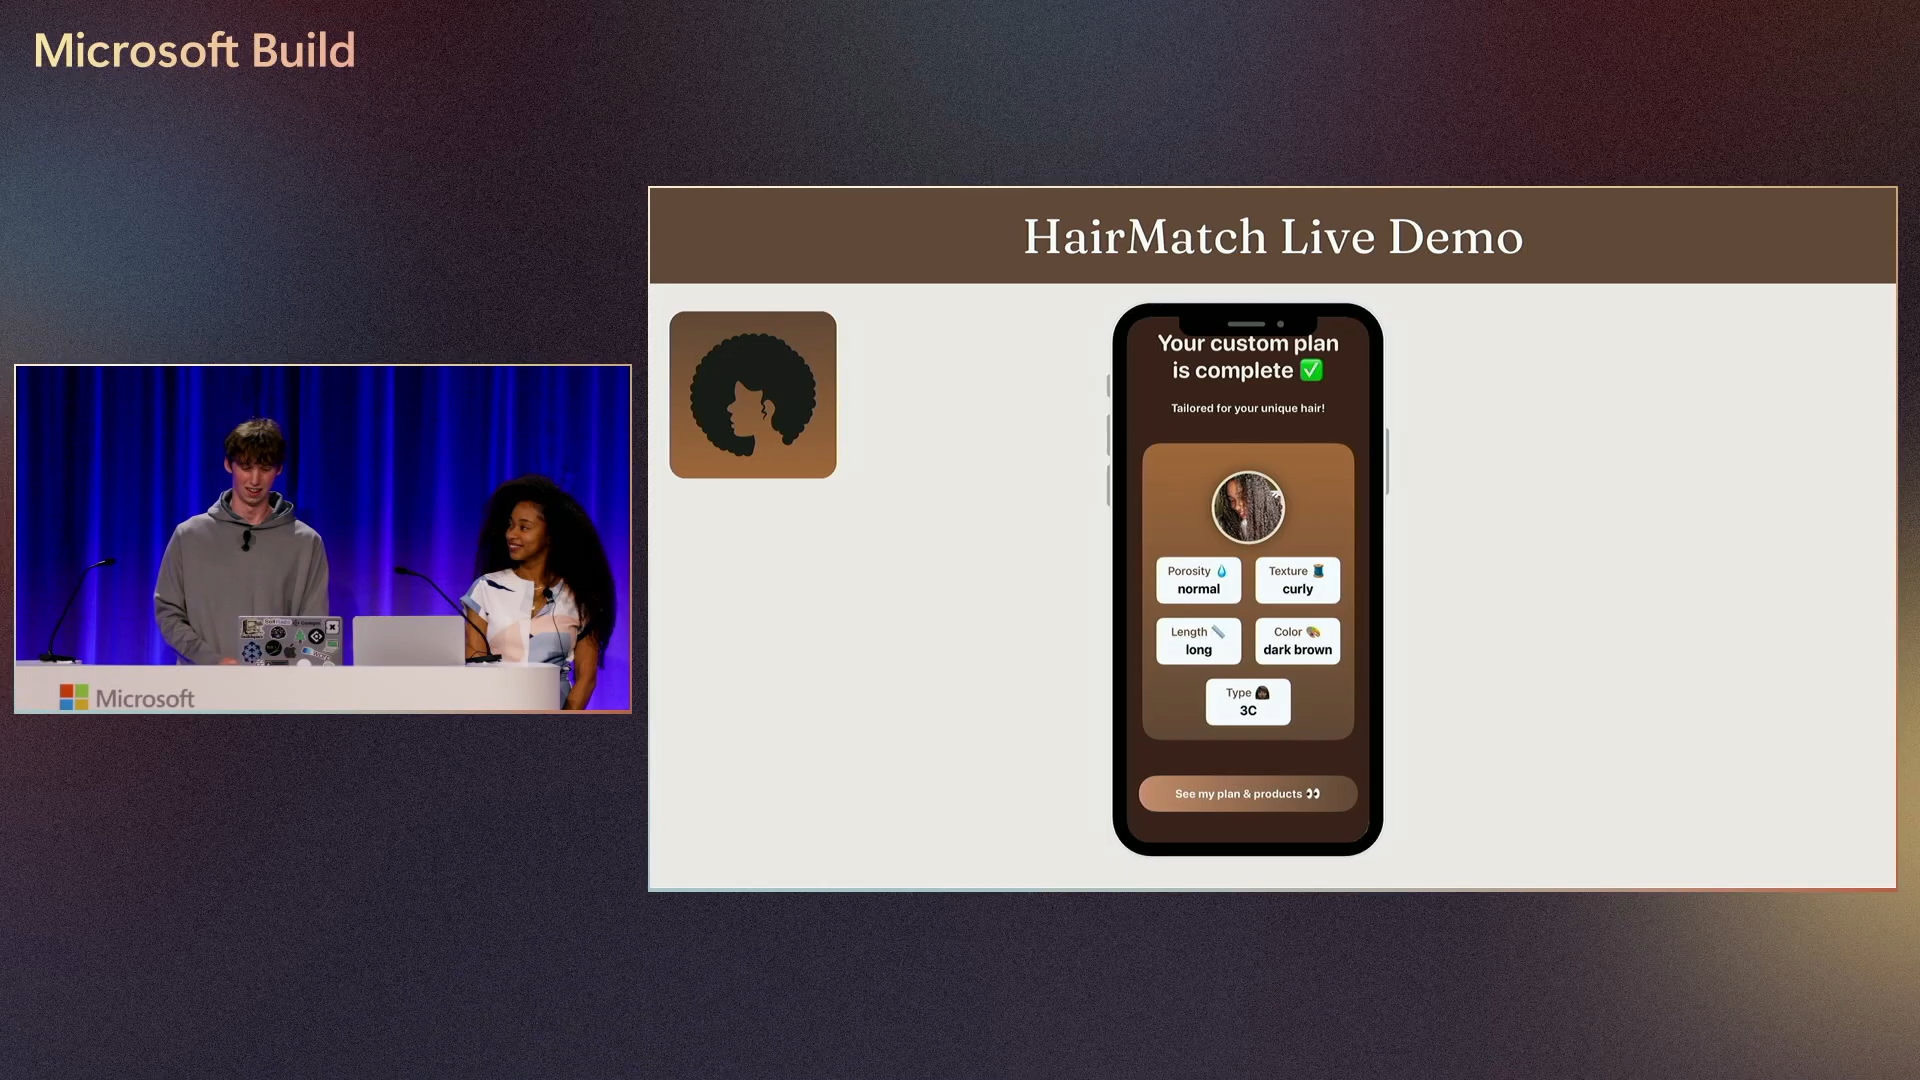 Microsoft Build
HairMatch Live Demo
Your custom plan
is complete ✅
Tailored for your unique hair!
Porosity 💧
normal
Texture 🧵
curly
Length 📏
long
Color 🎨
dark brown
Type
3C
See my plan & products 👀
Microsoft